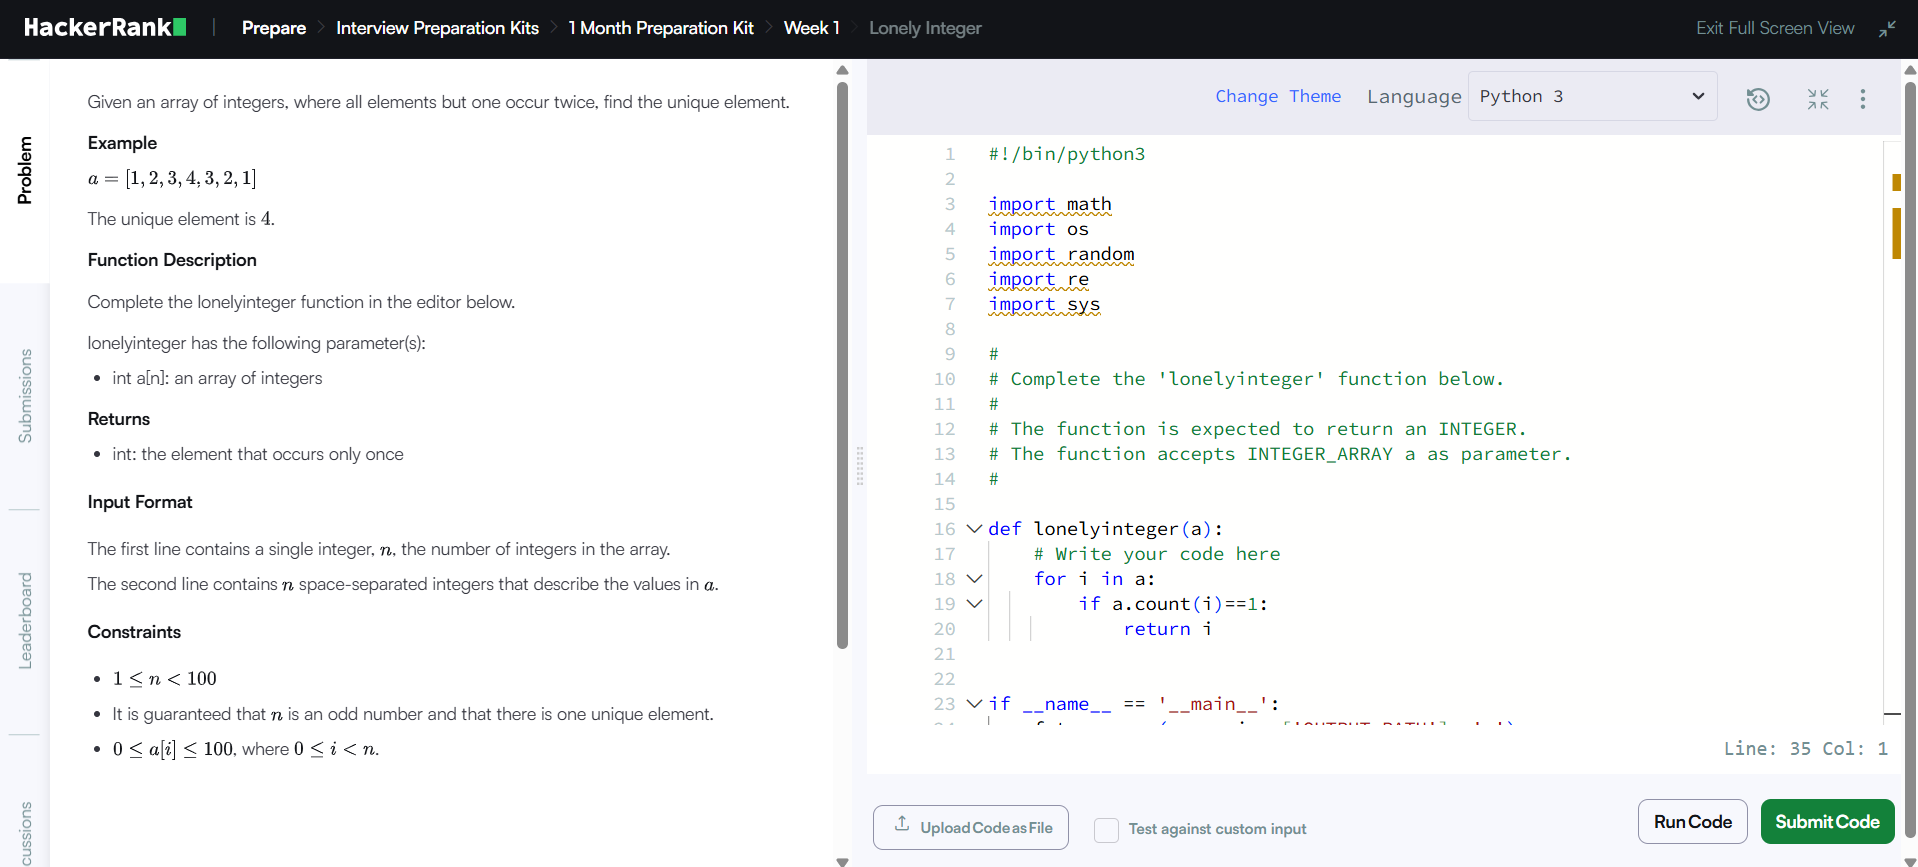 HackerRank | Prepare > Interview Preparation Kits > 1 Month Preparation Kit > Week 1 > Lonely Integer
Exit Full Screen View
Problem
Submissions
Leaderboard
Given an array of integers, where all elements but one occur twice, find the unique element.
Example
a = [1, 2, 3, 4, 3, 2, 1]
The unique element is 4.
Function Description
Complete the lonelyinteger function in the editor below.
lonelyinteger has the following parameter(s):
• int a[n]: an array of integers
Returns
• int: the element that occurs only once
Input Format
The first line contains a single integer, n, the number of integers in the array.
The second line contains n space-separated integers that describe the values in a.
Constraints
• 1 ≤ n < 100
• It is guaranteed that n is an odd number and that there is one unique element.
• 0 ≤ a[i] ≤ 100, where 0 ≤ i < n.
Change Theme Language Python 3
1 #!/bin/python3
2
3 import math
4 import os
5 import random
6 import re
7 import sys
8
9 #
10 # Complete the 'lonelyinteger' function below.
11 #
12 # The function is expected to return an INTEGER.
13 # The function accepts INTEGER_ARRAY a as parameter.
14 #
15
16 def lonelyinteger(a):
17     # Write your code here
18     for i in a:
19         if a.count(i)==1:
20             return i
21
22
23 if __name__ == '__main__':
Line: 35 Col: 1
Upload Code as File
Test against custom input
Run Code
Submit Code